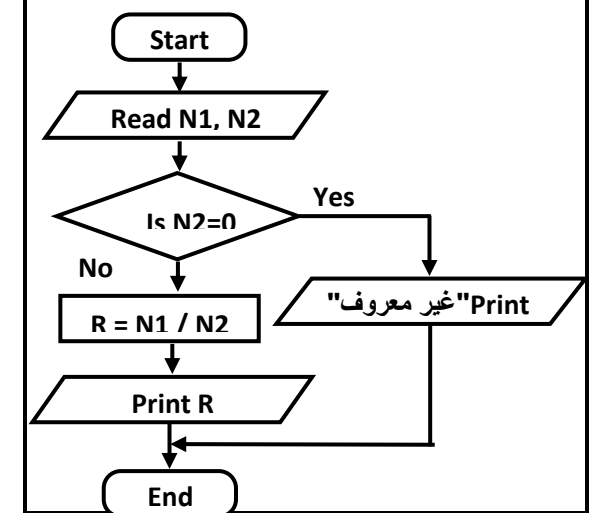 Start
Read N1, N2
Is N2=0
Yes
No
Print"غير معروف"
R = N1 / N2
Print R
End